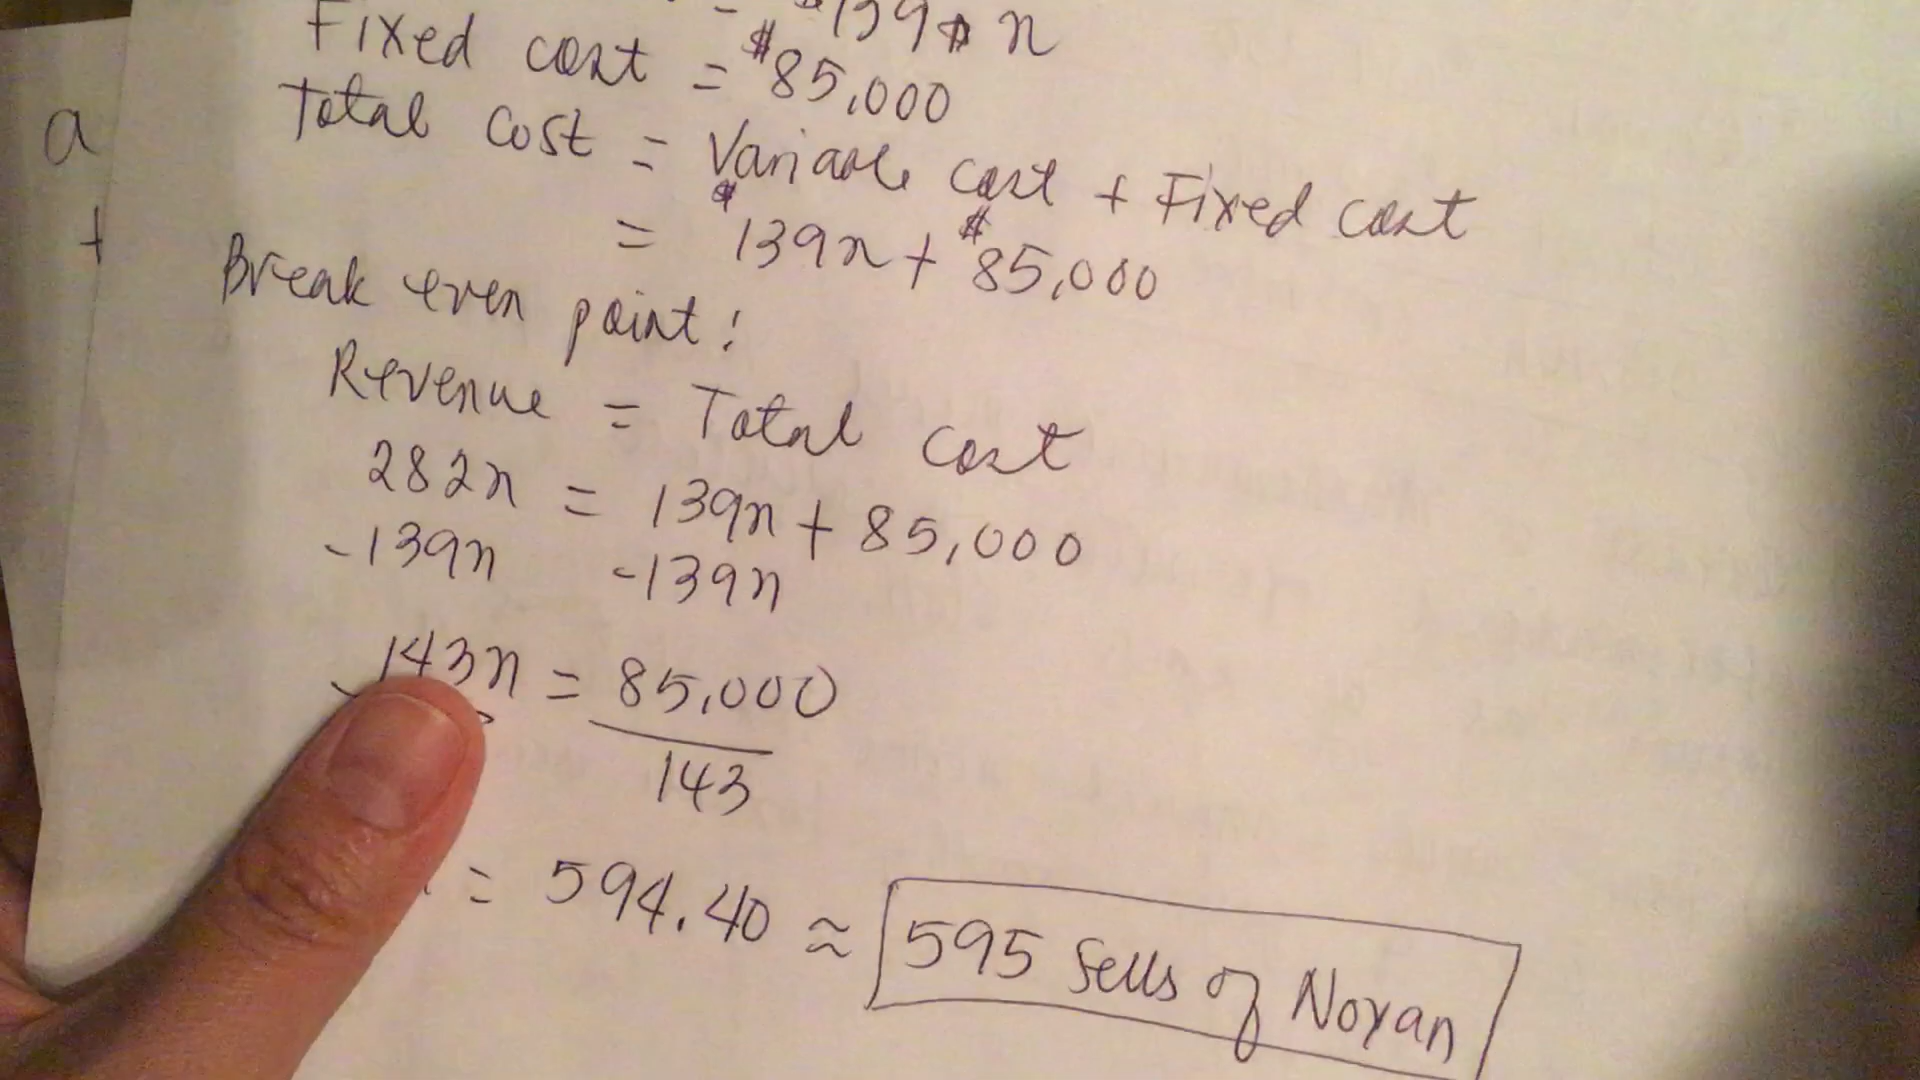 = $139 n
Fixed cost = $85,000
Total cost = Variable cost + Fixed cost
= $139n + $85,000
Break even point:
Revenue = Total cost
282n = 139n + 85,000
-139n -139n
143n = 85,000
143
= 594.40 ≈ 595 Sells of Noxan
a
t